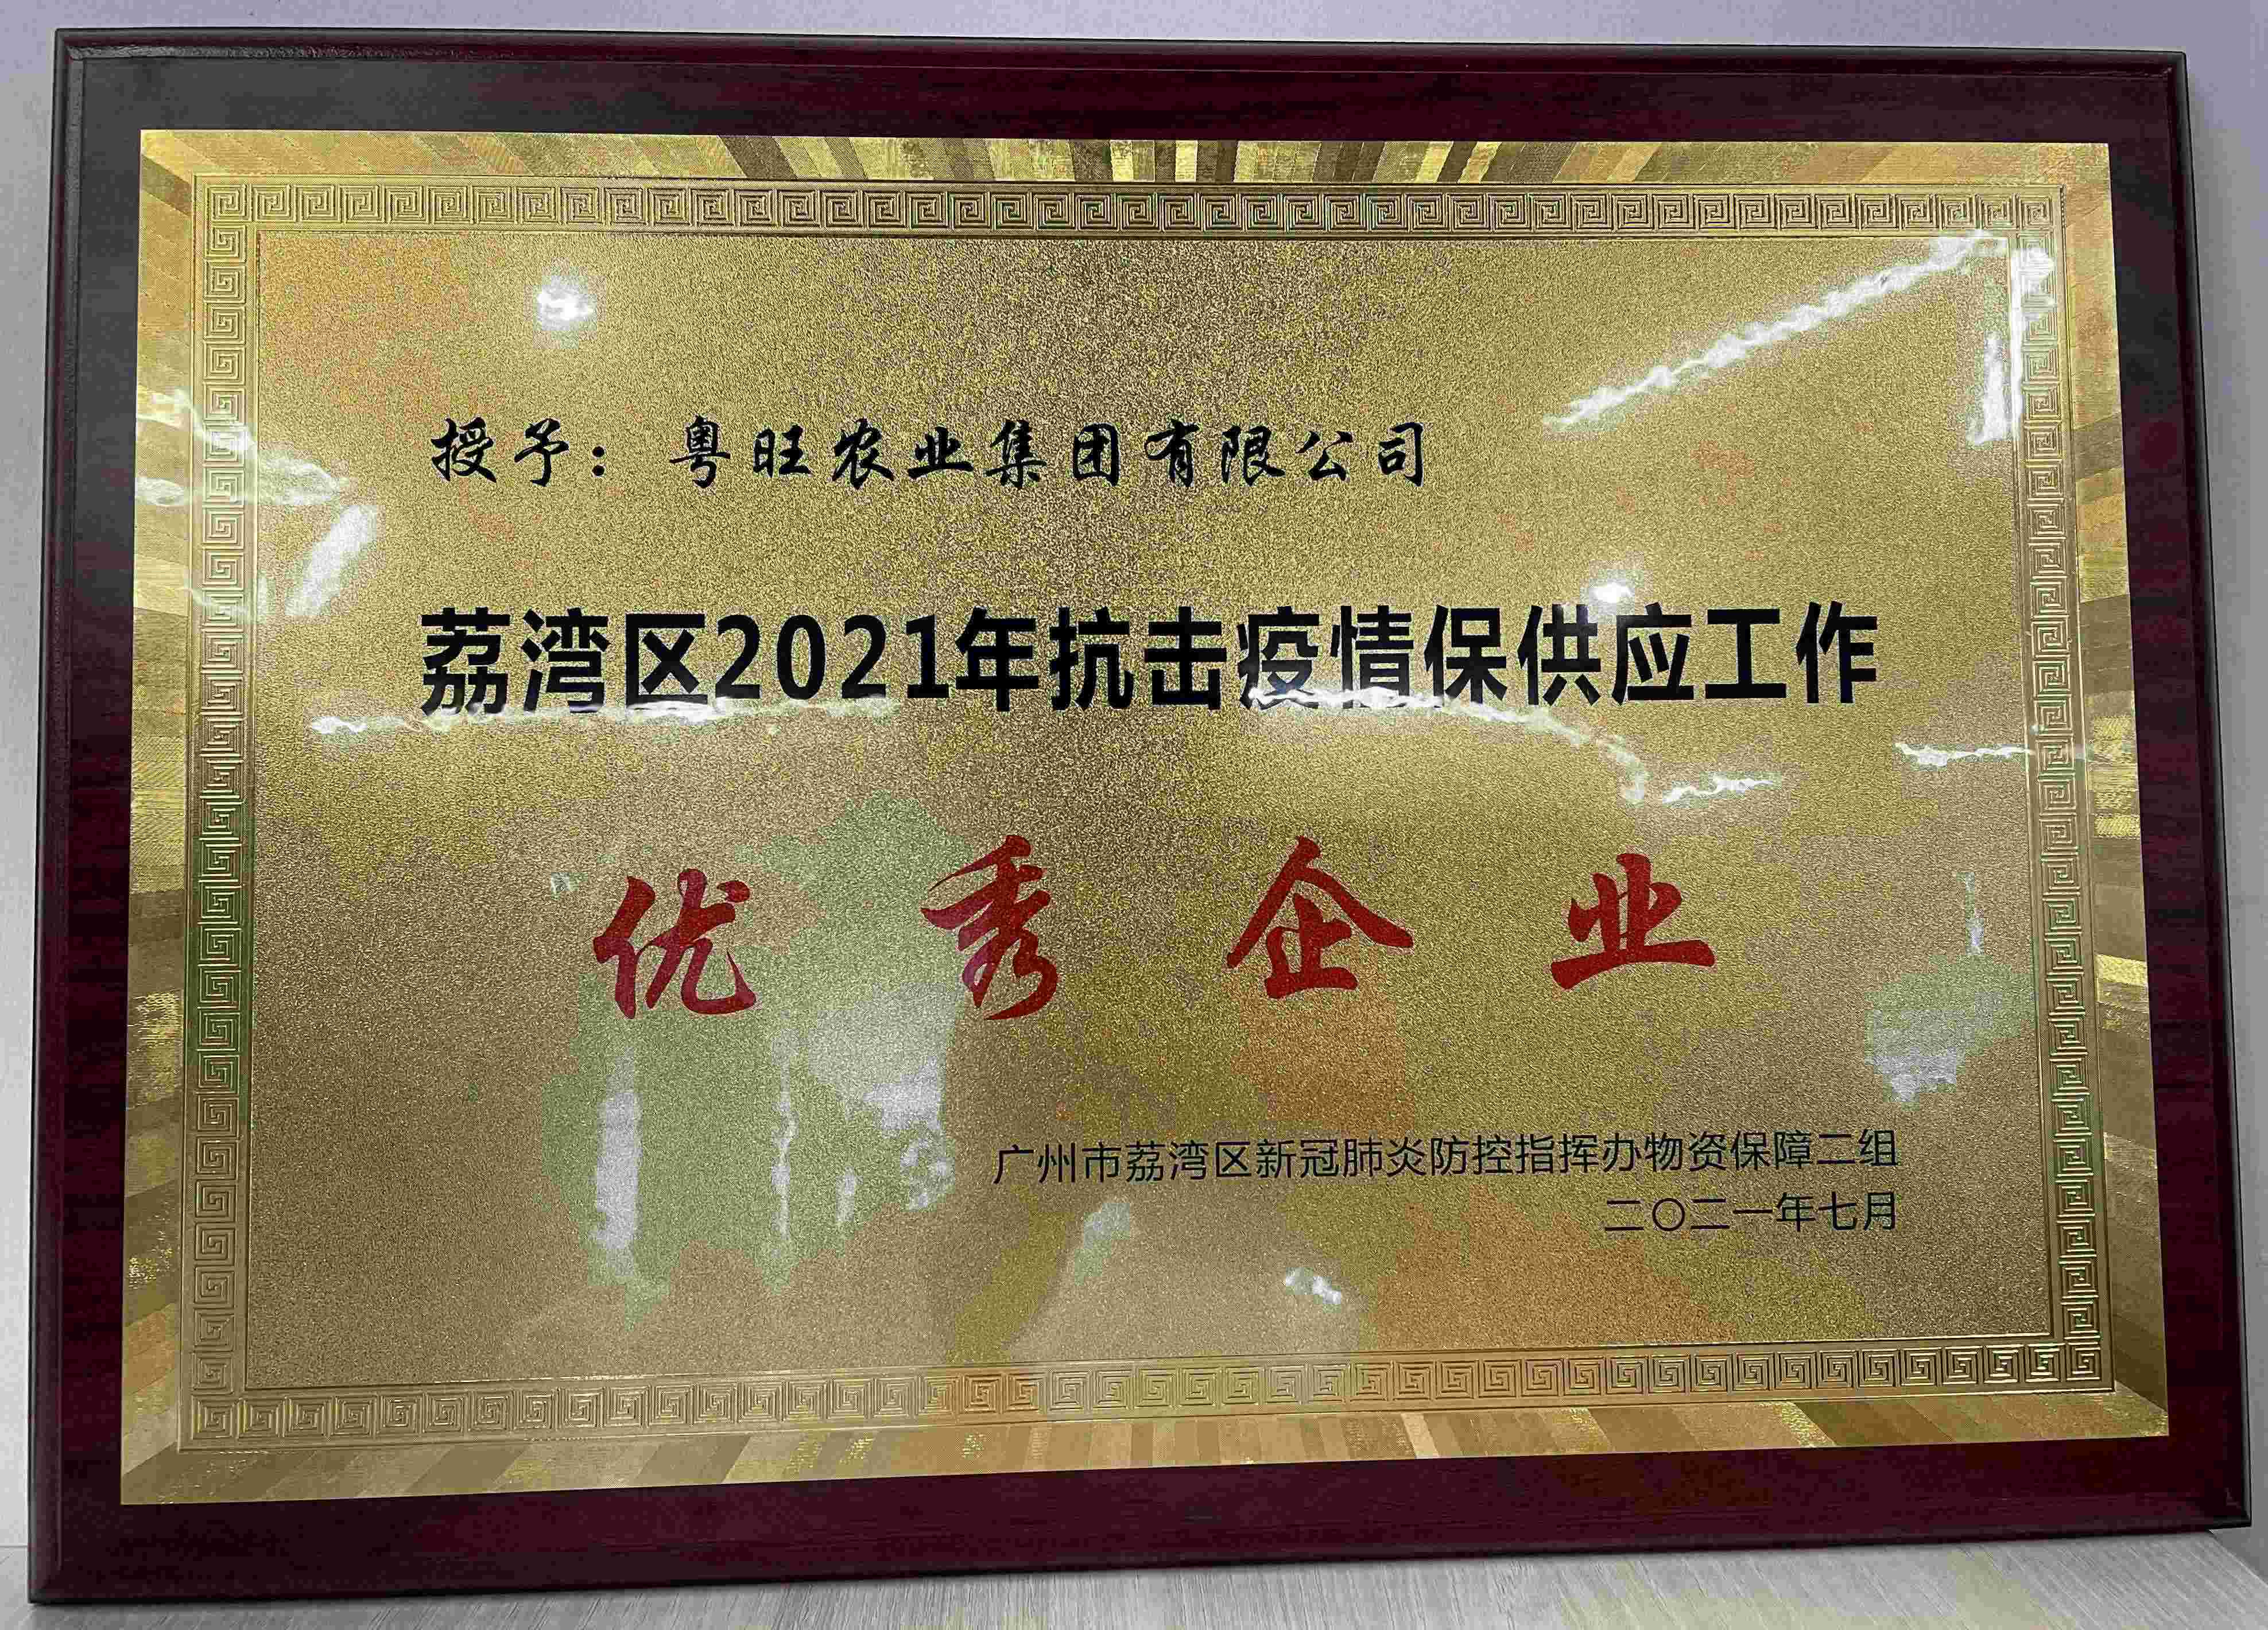 授予：粤旺农业集团有限公司
荔湾区2021年抗击疫情保供应工作
优秀企业
广州市荔湾区新冠肺炎防控指挥办物资保障二组
二〇二一年七月